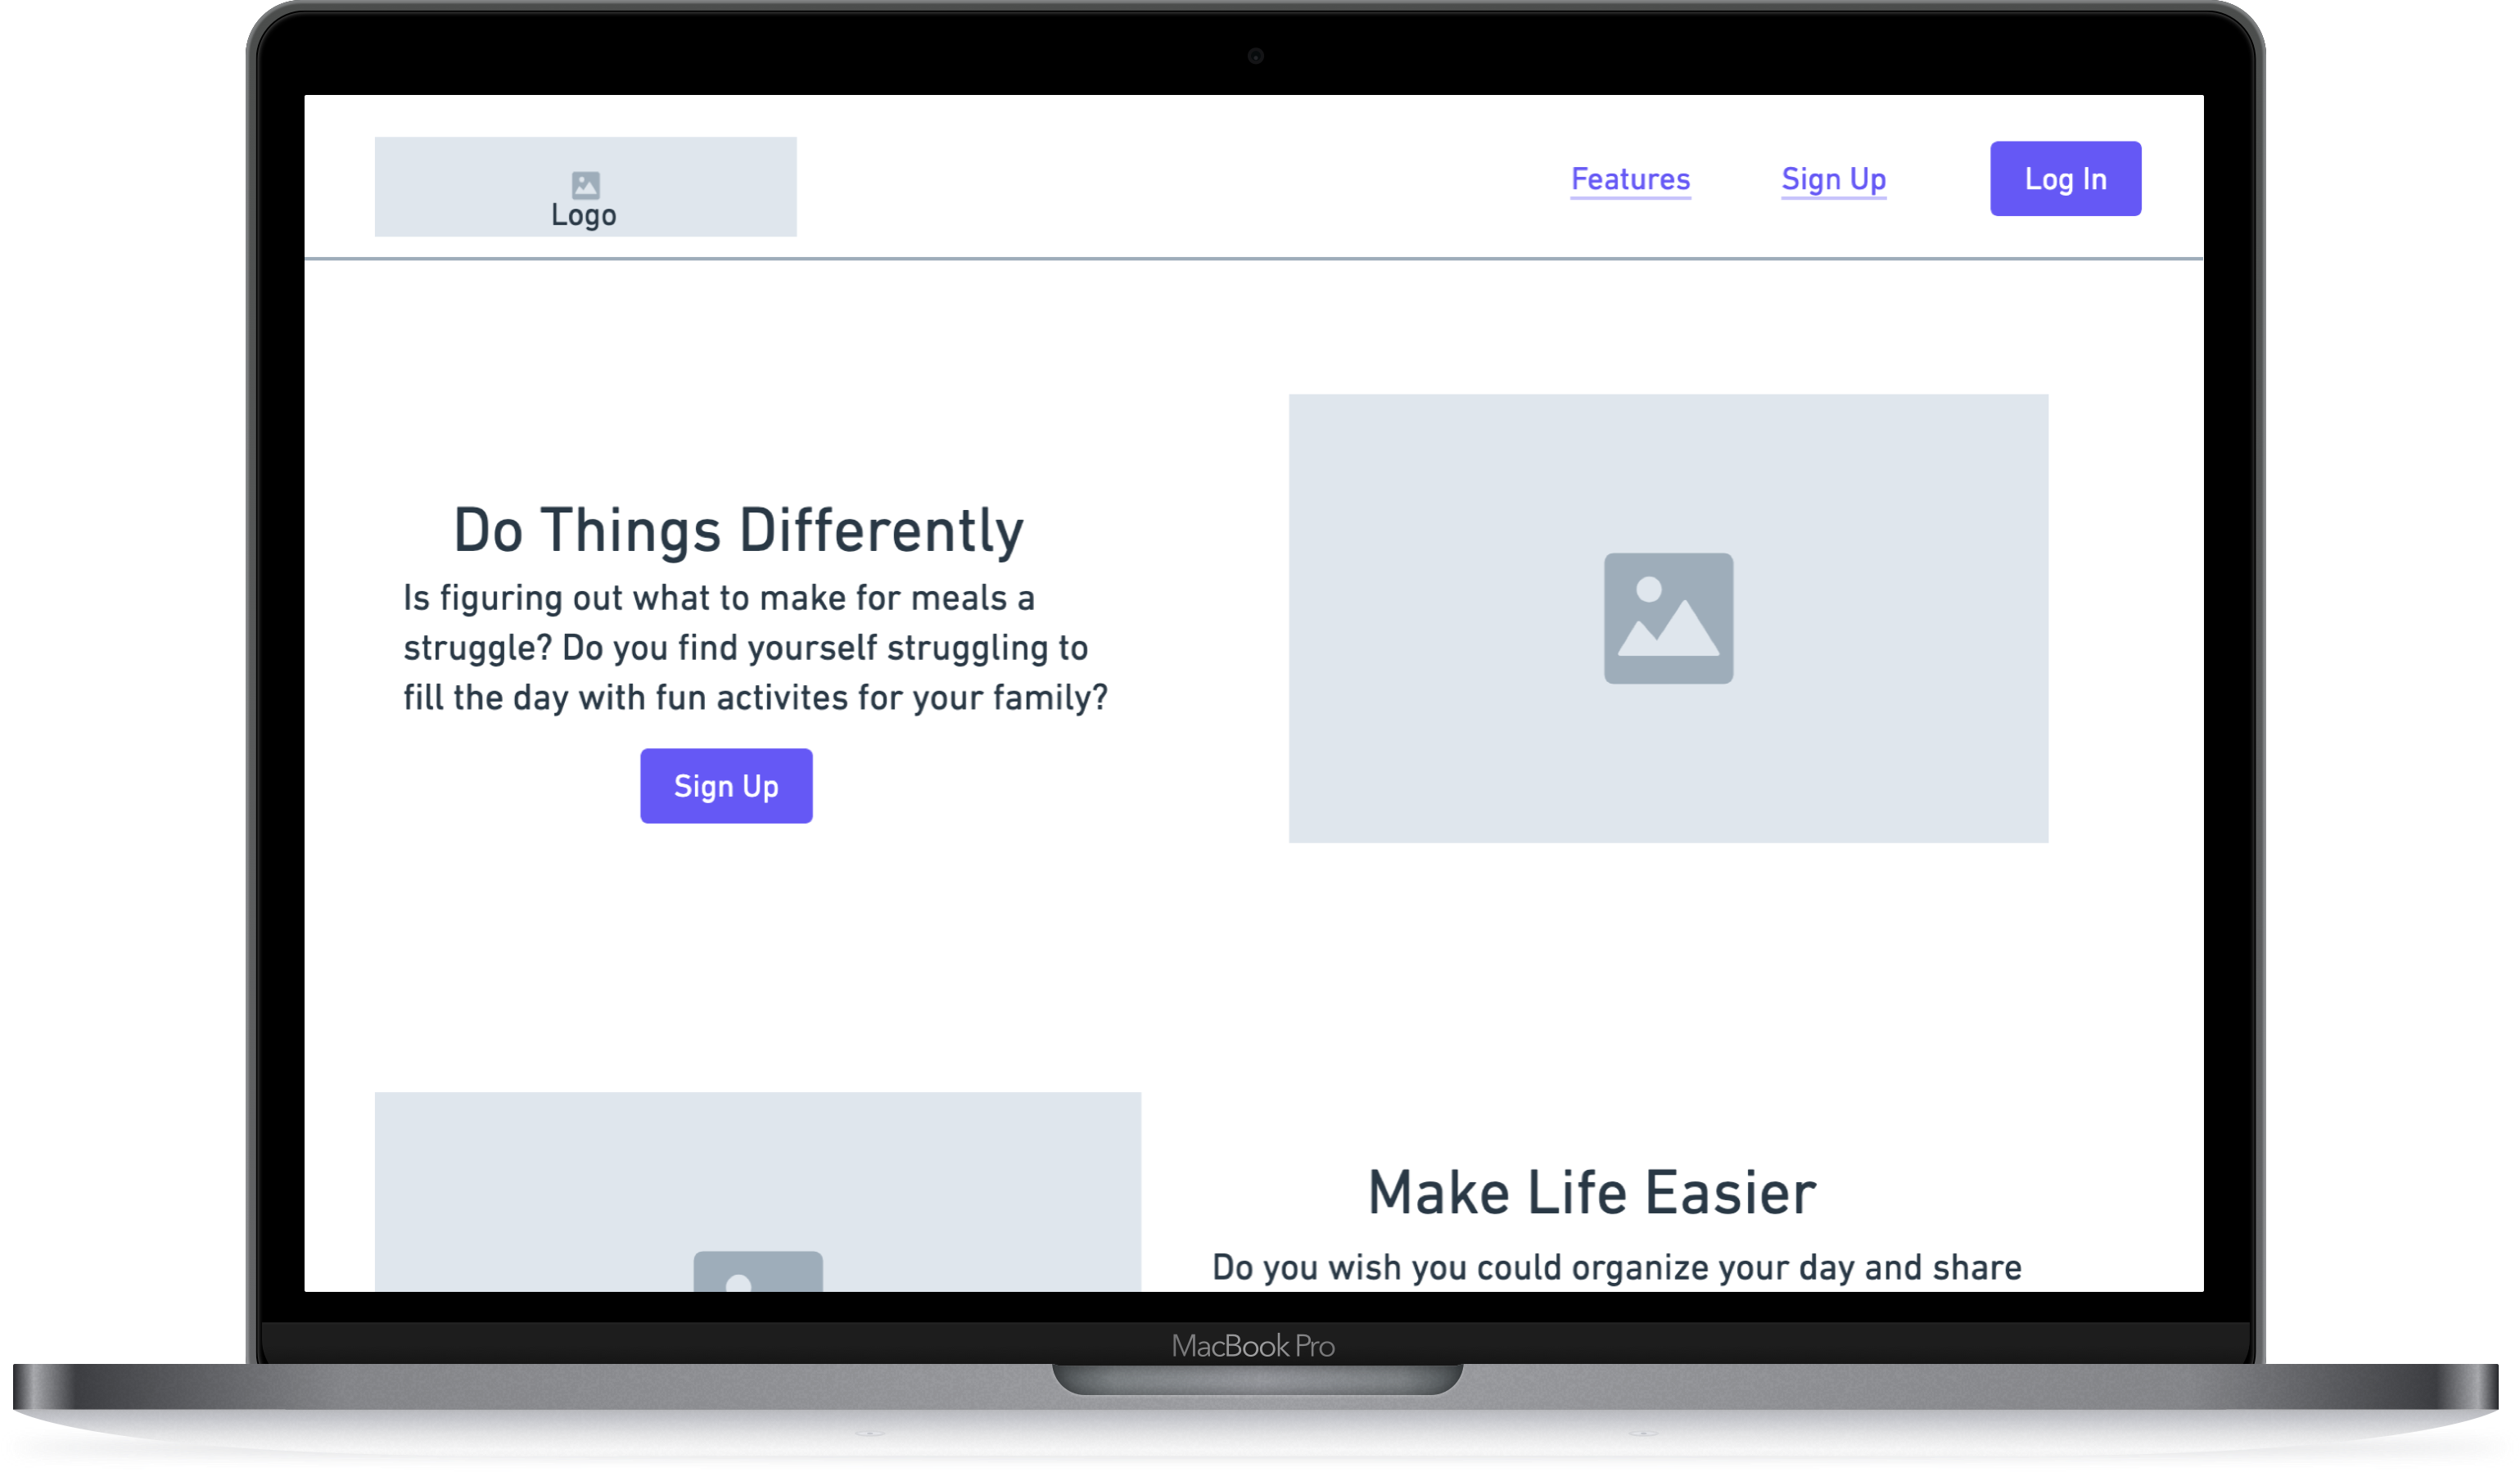 Logo
Features
Sign Up
Log In
Do Things Differently
Is figuring out what to make for meals a
struggle? Do you find yourself struggling to
fill the day with fun activites for your family?
Sign Up
Make Life Easier
Do you wish you could organize your day and share
MacBook Pro